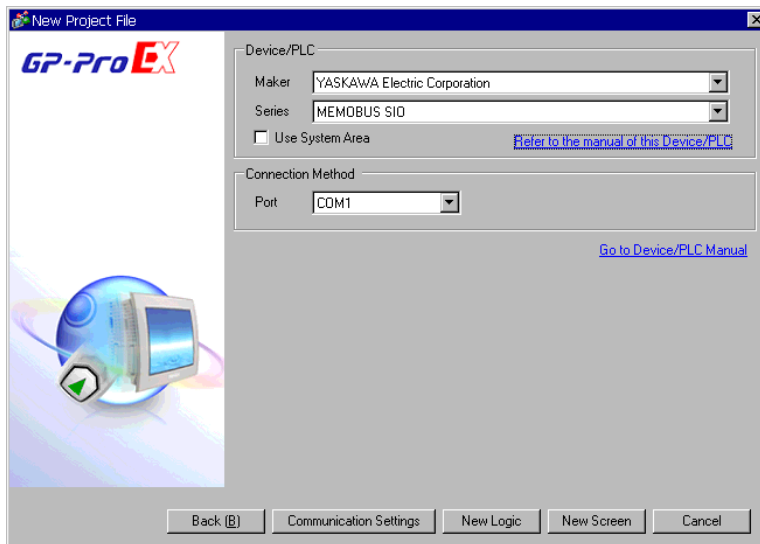 New Project File
GP-Pro EX
Device/PLC
Maker YASKAWA Electric Corporation
Series MEMOBUS SIO
Use System Area Refer to the manual of this Device/PLC
Connection Method
Port COM1
Go to Device/PLC Manual
Back (B) Communication Settings New Logic New Screen Cancel